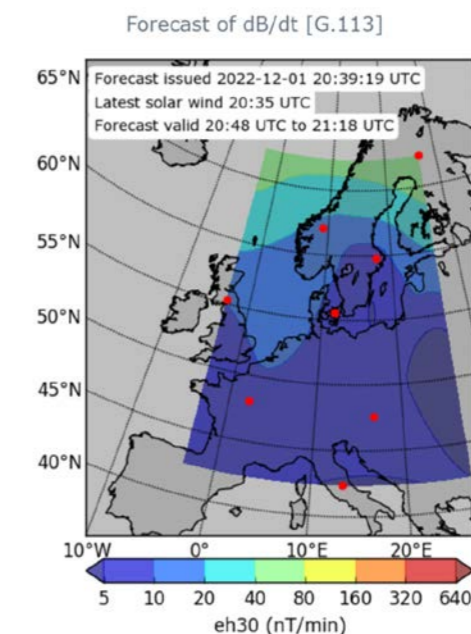 Forecast of dB/dt [G.113]
Forecast issued 2022-12-01 20:39:19 UTC
Latest solar wind 20:35 UTC
Forecast valid 20:48 UTC to 21:18 UTC
65°N
60°N
55°N
50°N
45°N
40°N
10°W 0° 10°E 20°E
5 10 20 40 80 160 320 640
eh30 (nT/min)